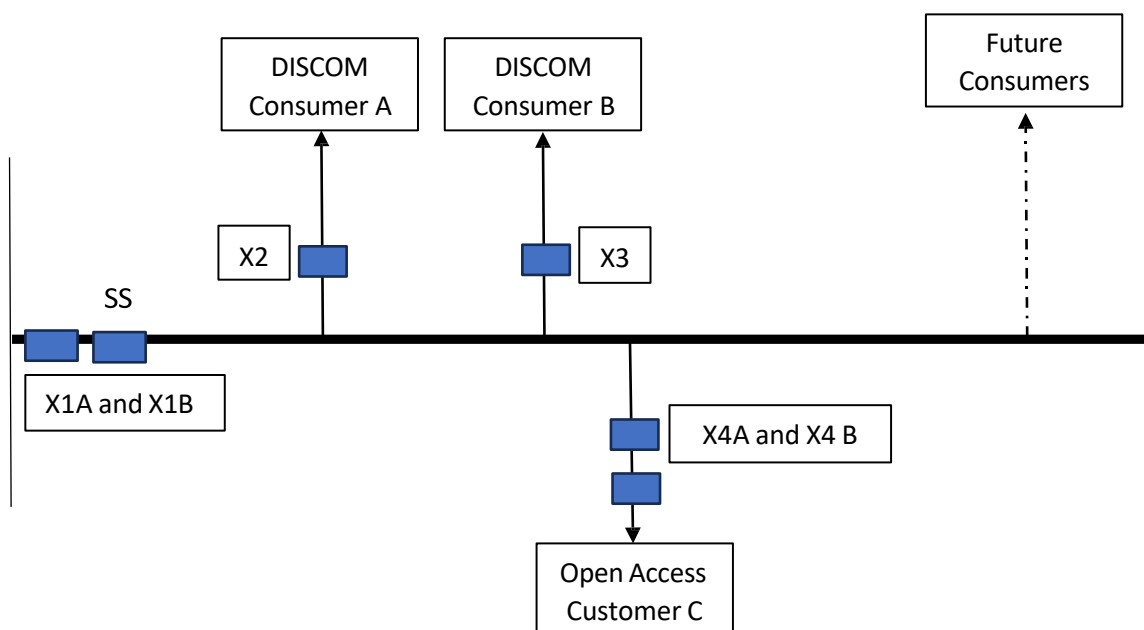 DISCOM
Consumer A
DISCOM
Consumer B
Future
Consumers
X2
X3
SS
X1A and X1B
X4A and X4 B
Open Access
Customer C